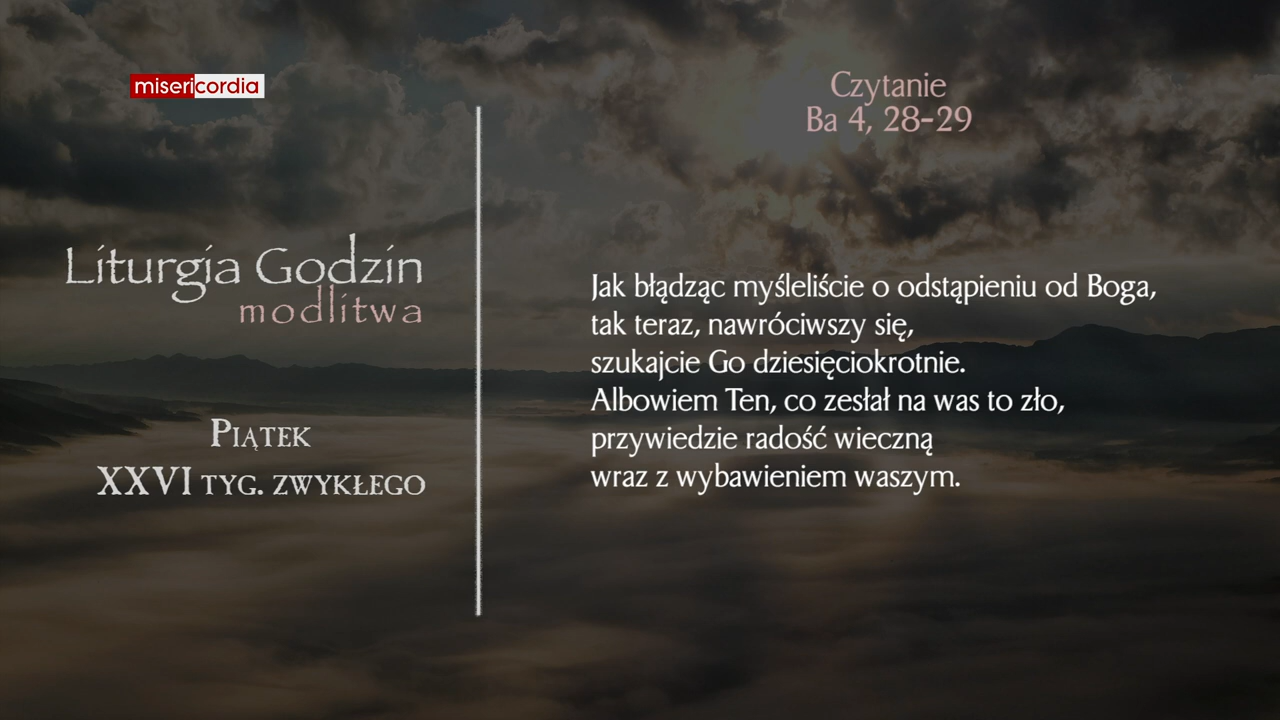 misericordia
Liturgia Godzin
modlitwa
Piątek
XXVI tyg. zwykłego
Czytanie
Ba 4, 28-29
Jak błądząc myśleliście o odstąpieniu od Boga,
tak teraz, nawróciwszy się,
szukajcie Go dziesięciokrotnie.
Albowiem Ten, co zesłał na was to zło,
przywiedzie radość wieczną
wraz z wybawieniem waszym.